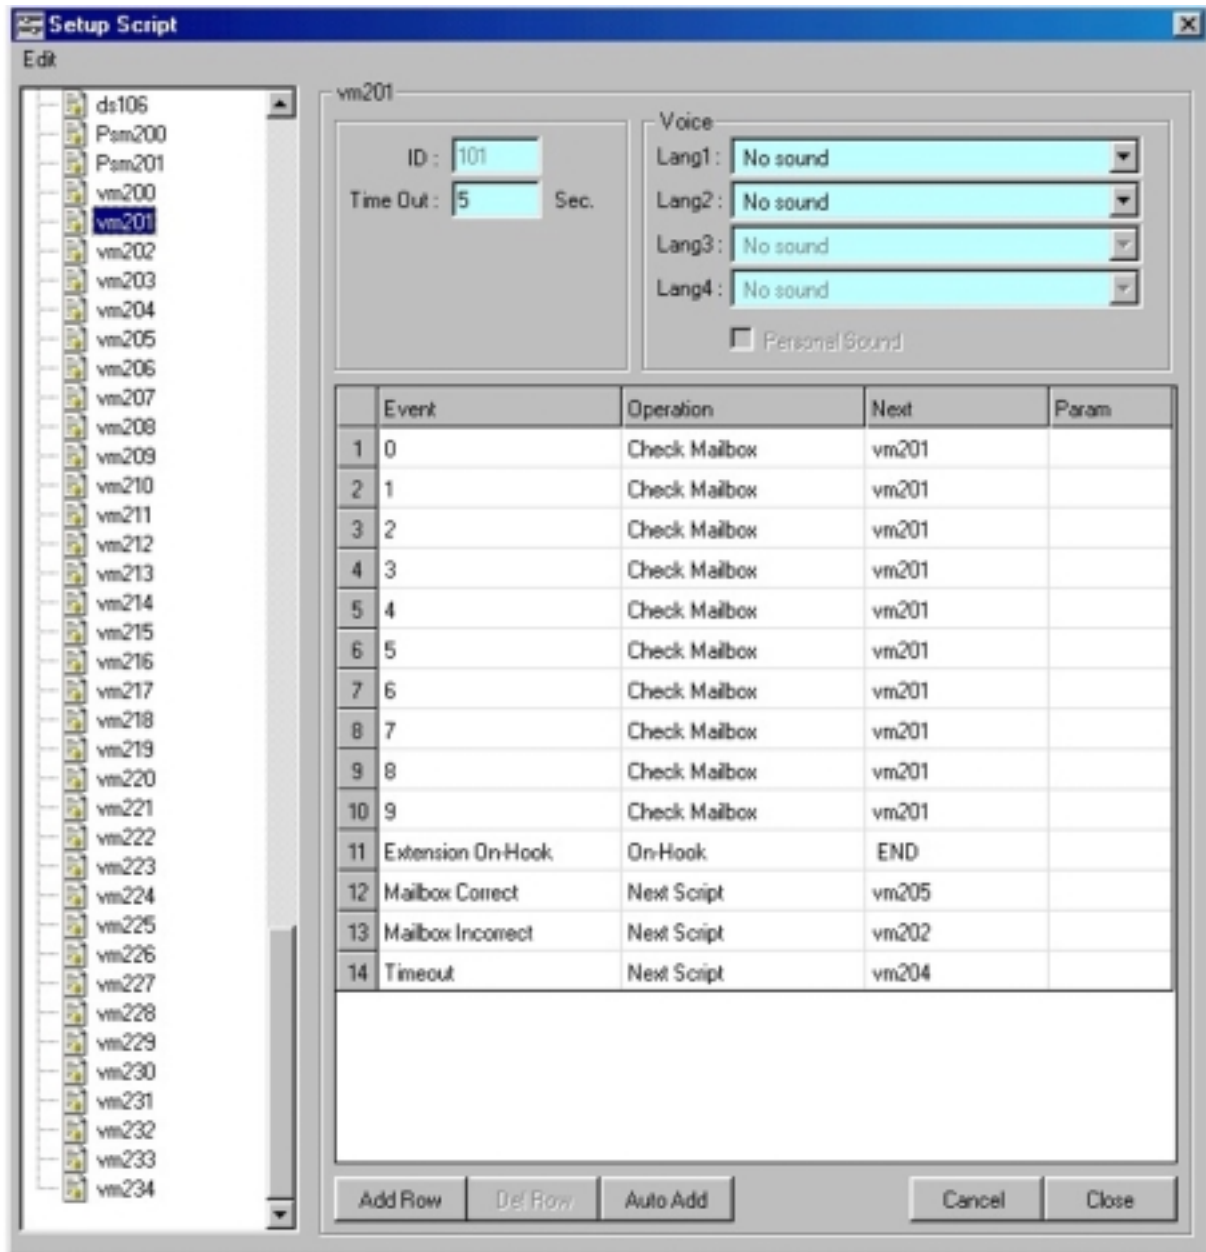 Setup Script
Edit
ds106
Psm200
Psm201
vm200
vm201
vm202
vm203
vm204
vm205
vm206
vm207
vm208
vm209
vm210
vm211
vm212
vm213
vm214
vm215
vm216
vm217
vm218
vm219
vm220
vm221
vm222
vm223
vm224
vm225
vm226
vm227
vm228
vm229
vm230
vm231
vm232
vm233
vm234
vm201
ID : 101
Time Out : 5 Sec.
Voice
Lang1 : No sound
Lang2 : No sound
Lang3 : No sound
Lang4 : No sound
Personal Sound
Event Operation Next Param
1 0 Check Mailbox vm201
2 1 Check Mailbox vm201
3 2 Check Mailbox vm201
4 3 Check Mailbox vm201
5 4 Check Mailbox vm201
6 5 Check Mailbox vm201
7 6 Check Mailbox vm201
8 7 Check Mailbox vm201
9 8 Check Mailbox vm201
10 9 Check Mailbox vm201
11 Extension On-Hook On-Hook END
12 Mailbox Correct Next Script vm205
13 Mailbox Incorrect Next Script vm202
14 Timeout Next Script vm204
Add Row Del Row Auto Add Cancel Close